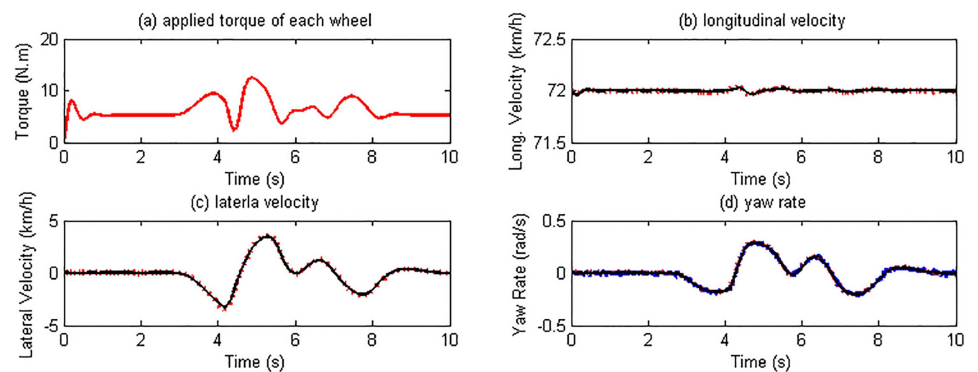 (a) applied torque of each wheel
Torque (N.m)
20
10
0
0 2 4 6 8 10
Time (s)
(b) longitudinal velocity
Long. Velocity (km/h)
72.5
72
71.5
0 2 4 6 8 10
Time (s)
(c) laterla velocity
Lateral Velocity (km/h)
5
0
-5
0 2 4 6 8 10
Time (s)
(d) yaw rate
Yaw Rate (rad/s)
0.5
0
-0.5
0 2 4 6 8 10
Time (s)